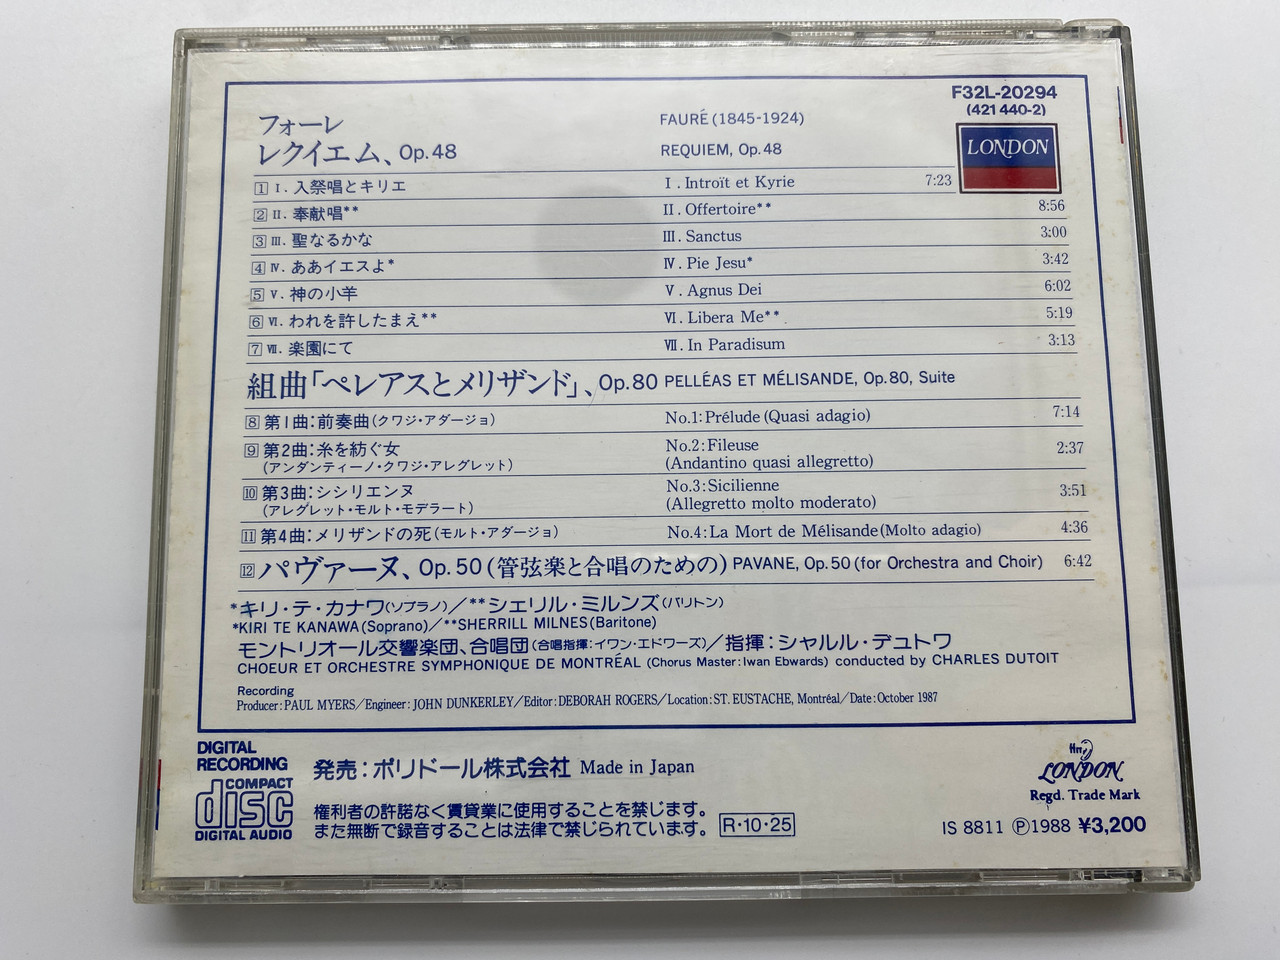 F32L-20294
(421 440-2)
LONDON
フォーレ FAURÉ (1845-1924)
レクイエム、Op.48 REQUIEM, Op.48
1 I. 入祭唱とキリエ I. Introït et Kyrie 7:23
2 II. 奉献唱** II. Offertoire** 8:56
3 III. 聖なるかな III. Sanctus 3:00
4 IV. ああイエスよ* IV. Pie Jesu* 3:42
5 V. 神の小羊 V. Agnus Dei 6:02
6 VI. われを許したまえ** VI. Libera Me** 5:19
7 VII. 楽園にて VII. In Paradisum 3:13
組曲「ペレアスとメリザンド」、Op.80 PELLÉAS ET MÉLISANDE, Op.80, Suite
8 第1曲:前奏曲(クワジ・アダージョ) No.1:Prélude (Quasi adagio) 7:14
9 第2曲:糸を紡ぐ女 No.2:Fileuse 2:37
(アンダンティーノ・クワジ・アレグレット) (Andantino quasi allegretto)
10 第3曲:シシリエンヌ No.3:Sicilienne 3:51
(アレグレット・モルト・モデラート) (Allegretto molto moderato)
11 第4曲:メリザンドの死(モルト・アダージョ) No.4:La Mort de Mélisande(Molto adagio) 4:36
12 パヴァーヌ、Op.50(管弦楽と合唱のための) PAVANE, Op.50 (for Orchestra and Choir) 6:42
*キリ・テ・カナワ(ソプラノ)/**シェリル・ミルンズ(バリトン)
*KIRI TE KANAWA(Soprano)/**SHERRILL MILNES(Baritone)
モントリオール交響楽団、合唱団(合唱指揮:イワン・エドワーズ)/指揮:シャルル・デュトワ
CHOEUR ET ORCHESTRE SYMPHONIQUE DE MONTRÉAL (Chorus Master:Iwan Ebwards) conducted by CHARLES DUTOIT
Recording
Producer:PAUL MYERS/Engineer:JOHN DUNKERLEY/Editor:DEBORAH ROGERS/Location:ST. EUSTACHE, Montréal/Date:October 1987
DIGITAL
RECORDING
COMPACT
disc
DIGITAL AUDIO
発売:ポリドール株式会社 Made in Japan
権利者の許諾なく賃貸業に使用することを禁じます。
また無断で録音することは法律で禁じられています。
R・10・25
LONDON
Regd. Trade Mark
IS 8811 Ⓟ1988 ¥3,200